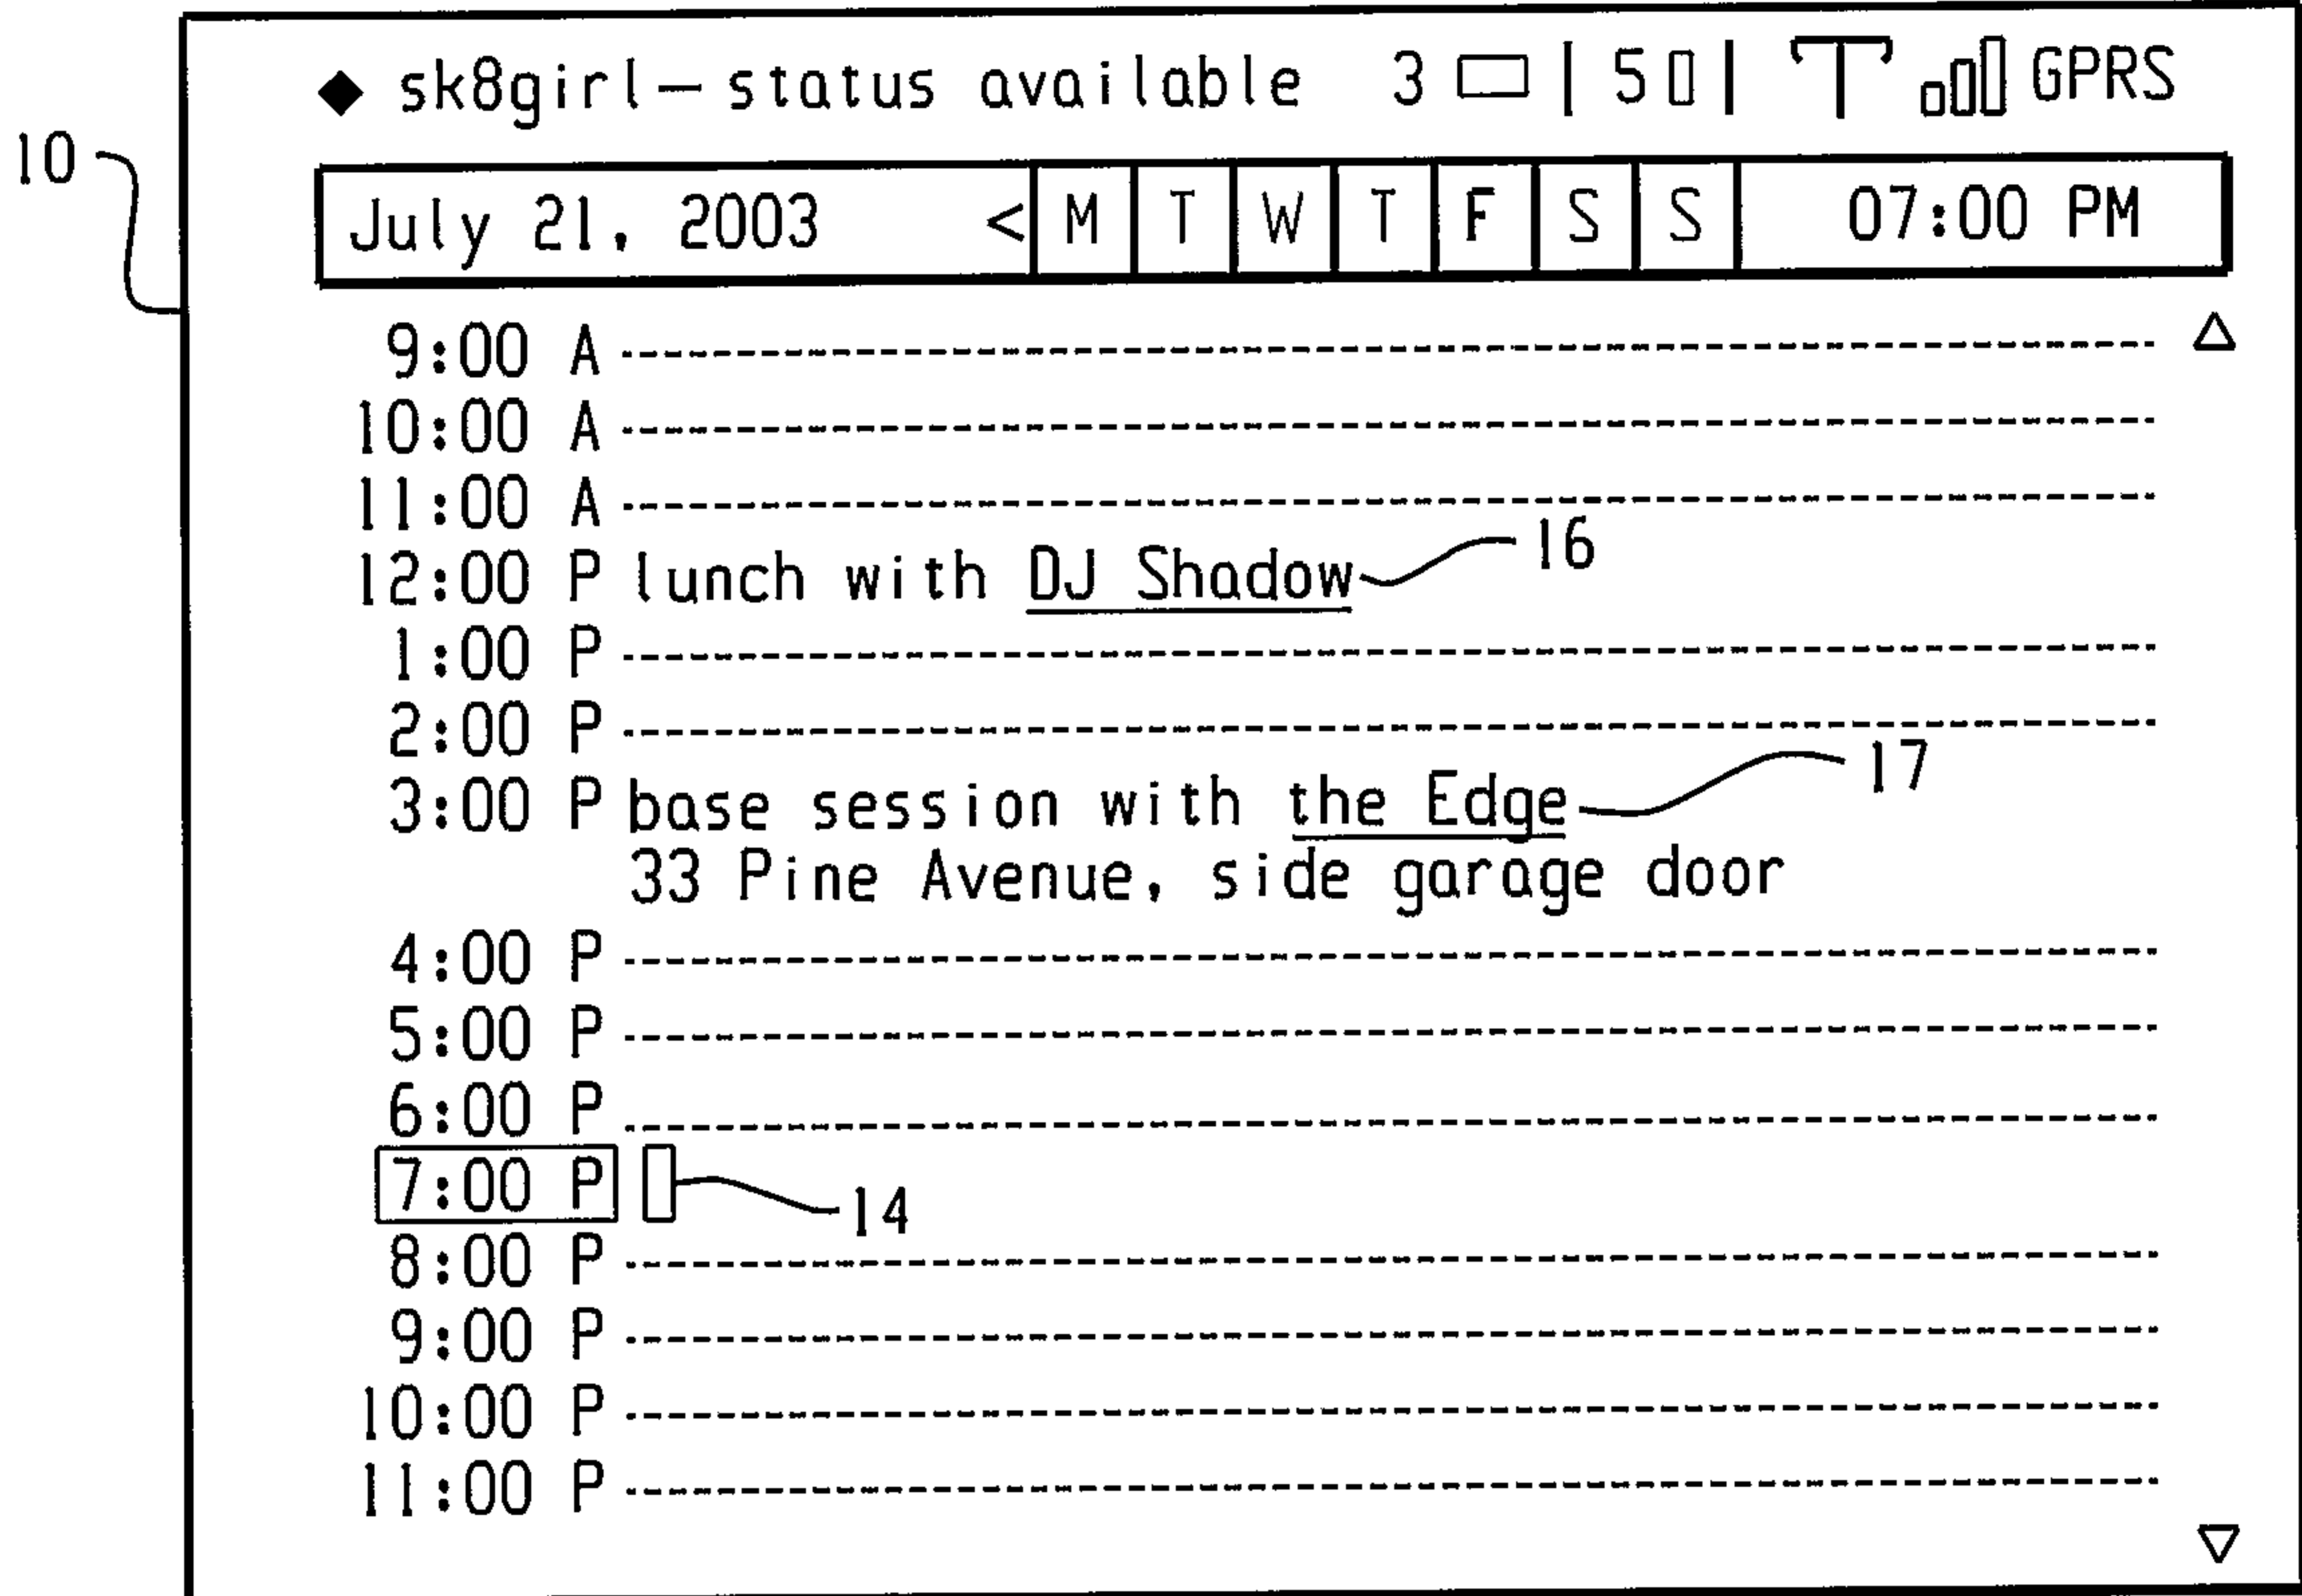 ◆ sk8girl—status available 3 | 5 | T GPRS
10
July 21, 2003 < M T W T F S S 07:00 PM
9:00 A
10:00 A
11:00 A
16
12:00 P lunch with DJ Shadow
1:00 P
2:00 P
17
3:00 P base session with the Edge
33 Pine Avenue, side garage door
4:00 P
5:00 P
6:00 P
7:00 P
14
8:00 P
9:00 P
10:00 P
11:00 P